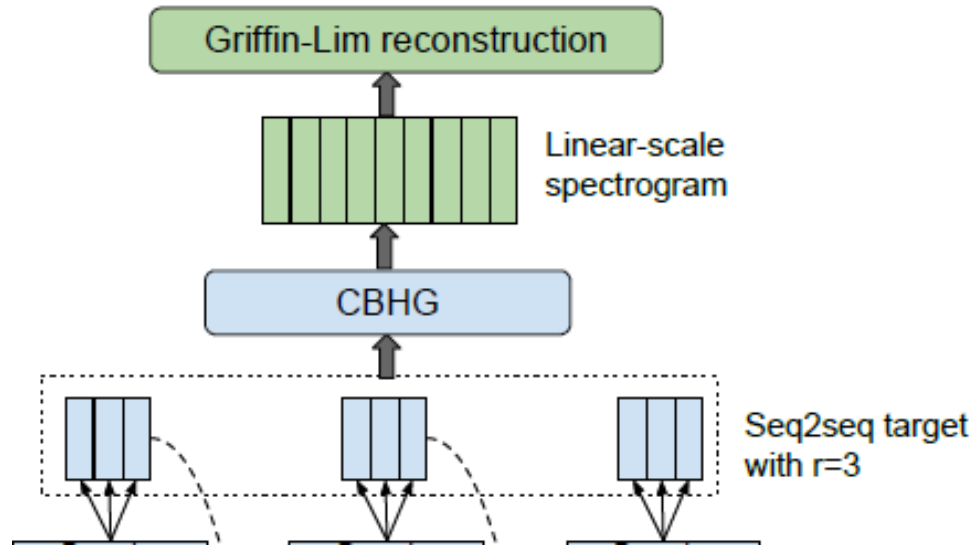 Griffin-Lim reconstruction
Linear-scale
spectrogram
CBHG
Seq2seq target
with r=3